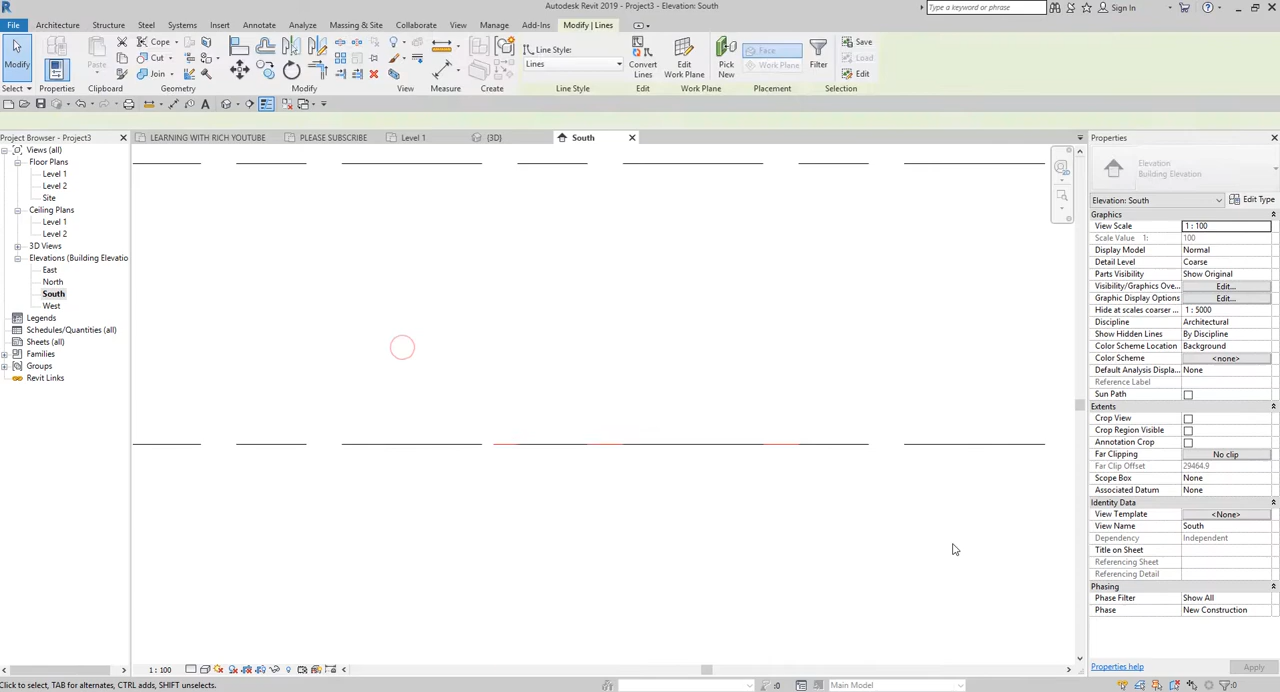 Autodesk Revit 2019 - Project3 - Elevation: South
Type a keyword or phrase
Sign In
File
Architecture
Structure
Steel
Systems
Insert
Annotate
Analyze
Massing & Site
Collaborate
View
Manage
Add-Ins
Modify | Lines
Modify
Paste
Cope
Cut
Join
Line Style:
Lines
Convert Lines
Edit Work Plane
Pick New
Face
Work Plane
Filter
Save
Load
Edit
Select
Properties
Clipboard
Geometry
Modify
View
Measure
Create
Line Style
Edit
Work Plane
Placement
Selection
Project Browser - Project3
LEARNING WITH RICH YOUTUBE
PLEASE SUBSCRIBE
Level 1
{3D}
South
Properties
Views (all)
Floor Plans
Level 1
Level 2
Site
Ceiling Plans
Level 1
Level 2
3D Views
Elevations (Building Elevatio
East
North
South
West
Legends
Schedules/Quantities (all)
Sheets (all)
Families
Groups
Revit Links
Elevation
Building Elevation
Elevation: South
Edit Type
Graphics
View Scale 1 : 100
Scale Value 1: 100
Display Model Normal
Detail Level Coarse
Parts Visibility Show Original
Visibility/Graphics Ove... Edit...
Graphic Display Options Edit...
Hide at scales coarser ... 1 : 5000
Discipline Architectural
Show Hidden Lines By Discipline
Color Scheme Location Background
Color Scheme <none>
Default Analysis Displa... None
Reference Label
Sun Path
Extents
Crop View
Crop Region Visible
Annotation Crop
Far Clipping No clip
Far Clip Offset 29464.9
Scope Box None
Associated Datum None
Identity Data
View Template <None>
View Name South
Dependency Independent
Title on Sheet
Referencing Sheet
Referencing Detail
Phasing
Phase Filter Show All
Phase New Construction
Properties help
Apply
1 : 100
Click to select, TAB for alternates, CTRL adds, SHIFT unselects.
:0
Main Model
:0